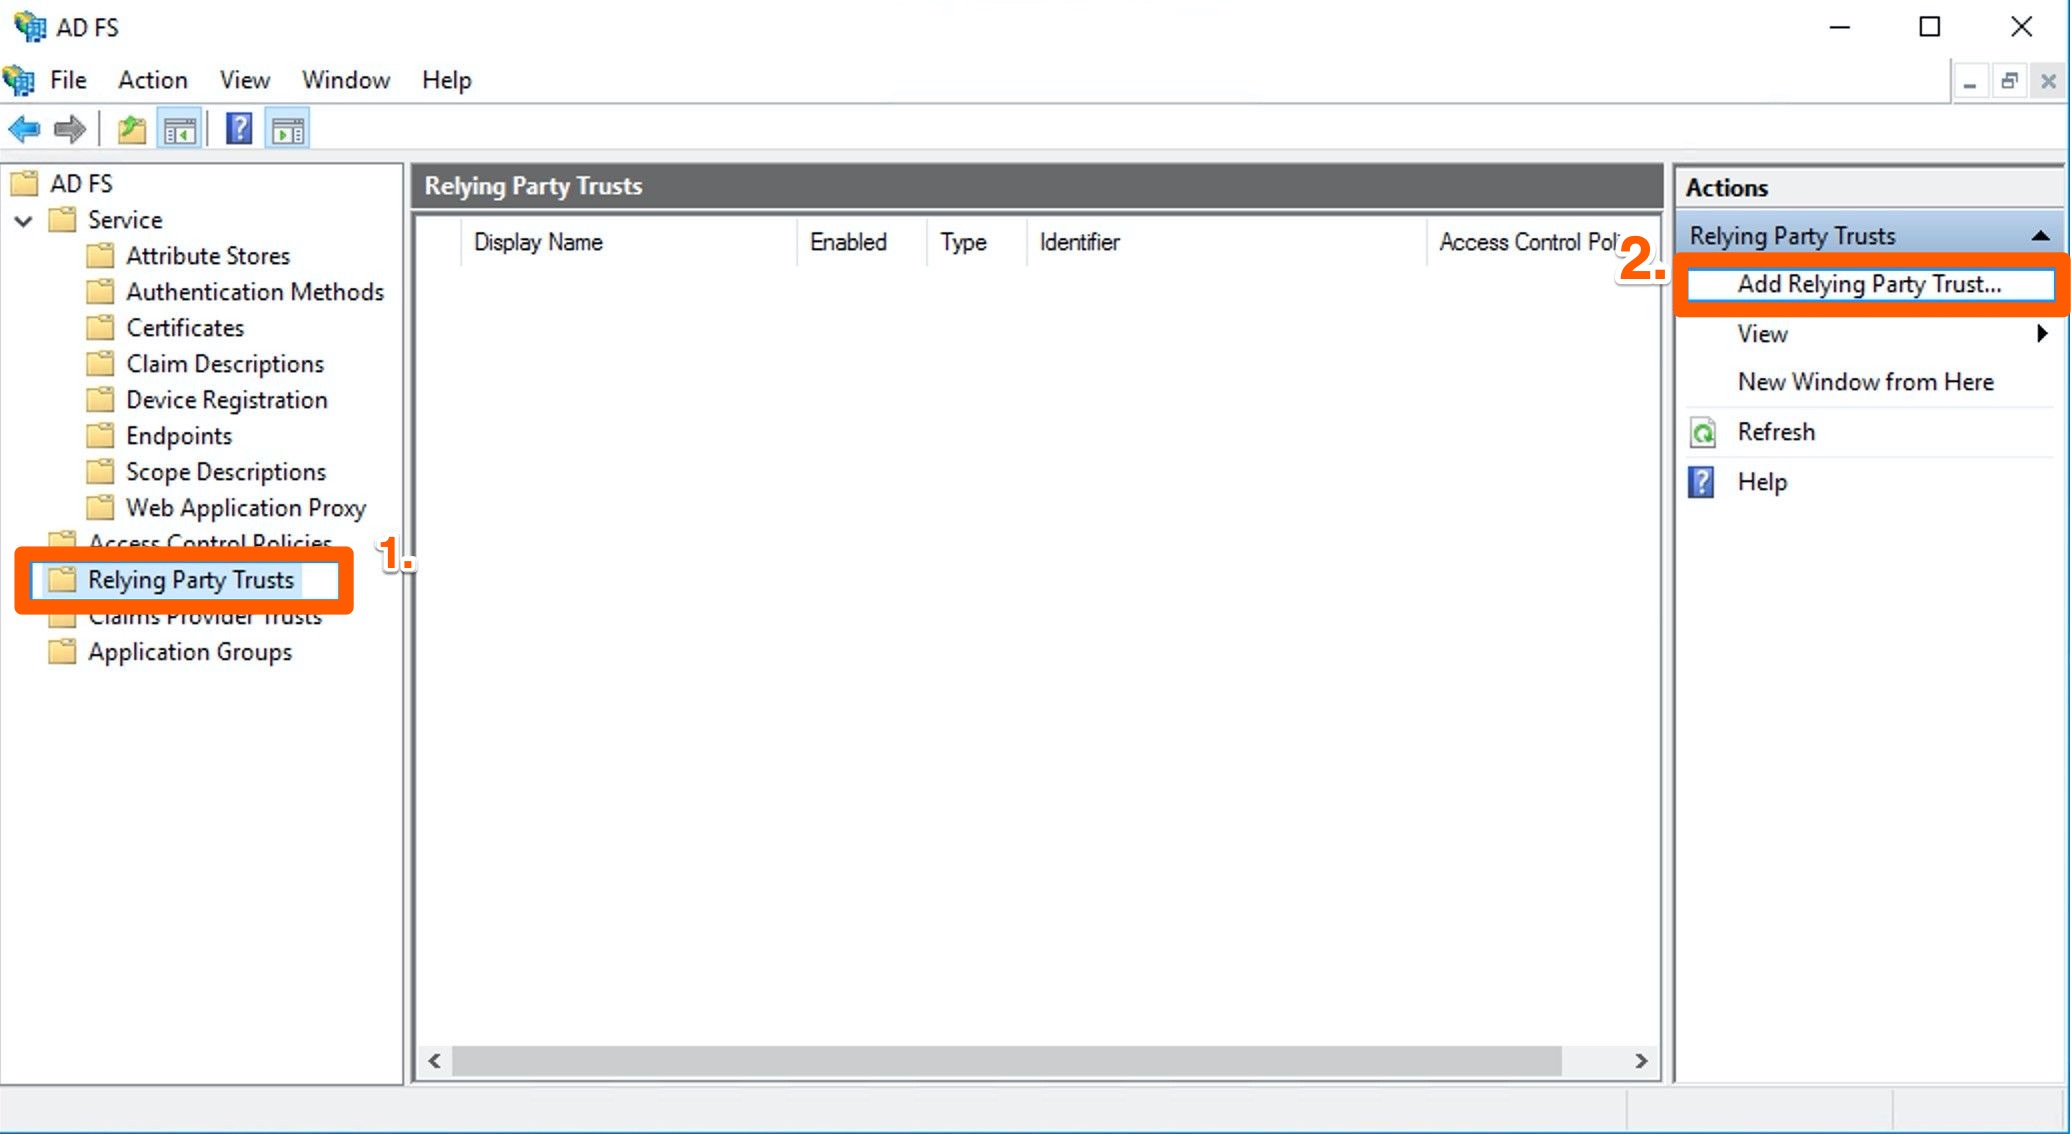 AD FS
File Action View Window Help
AD FS
Service
Attribute Stores
Authentication Methods
Certificates
Claim Descriptions
Device Registration
Endpoints
Scope Descriptions
Web Application Proxy
Access Control Policies
1.
Relying Party Trusts
Claims Provider Trusts
Application Groups
Relying Party Trusts
Display Name Enabled Type Identifier Access Control Poli
2.
Actions
Relying Party Trusts
Add Relying Party Trust...
View
New Window from Here
Refresh
Help